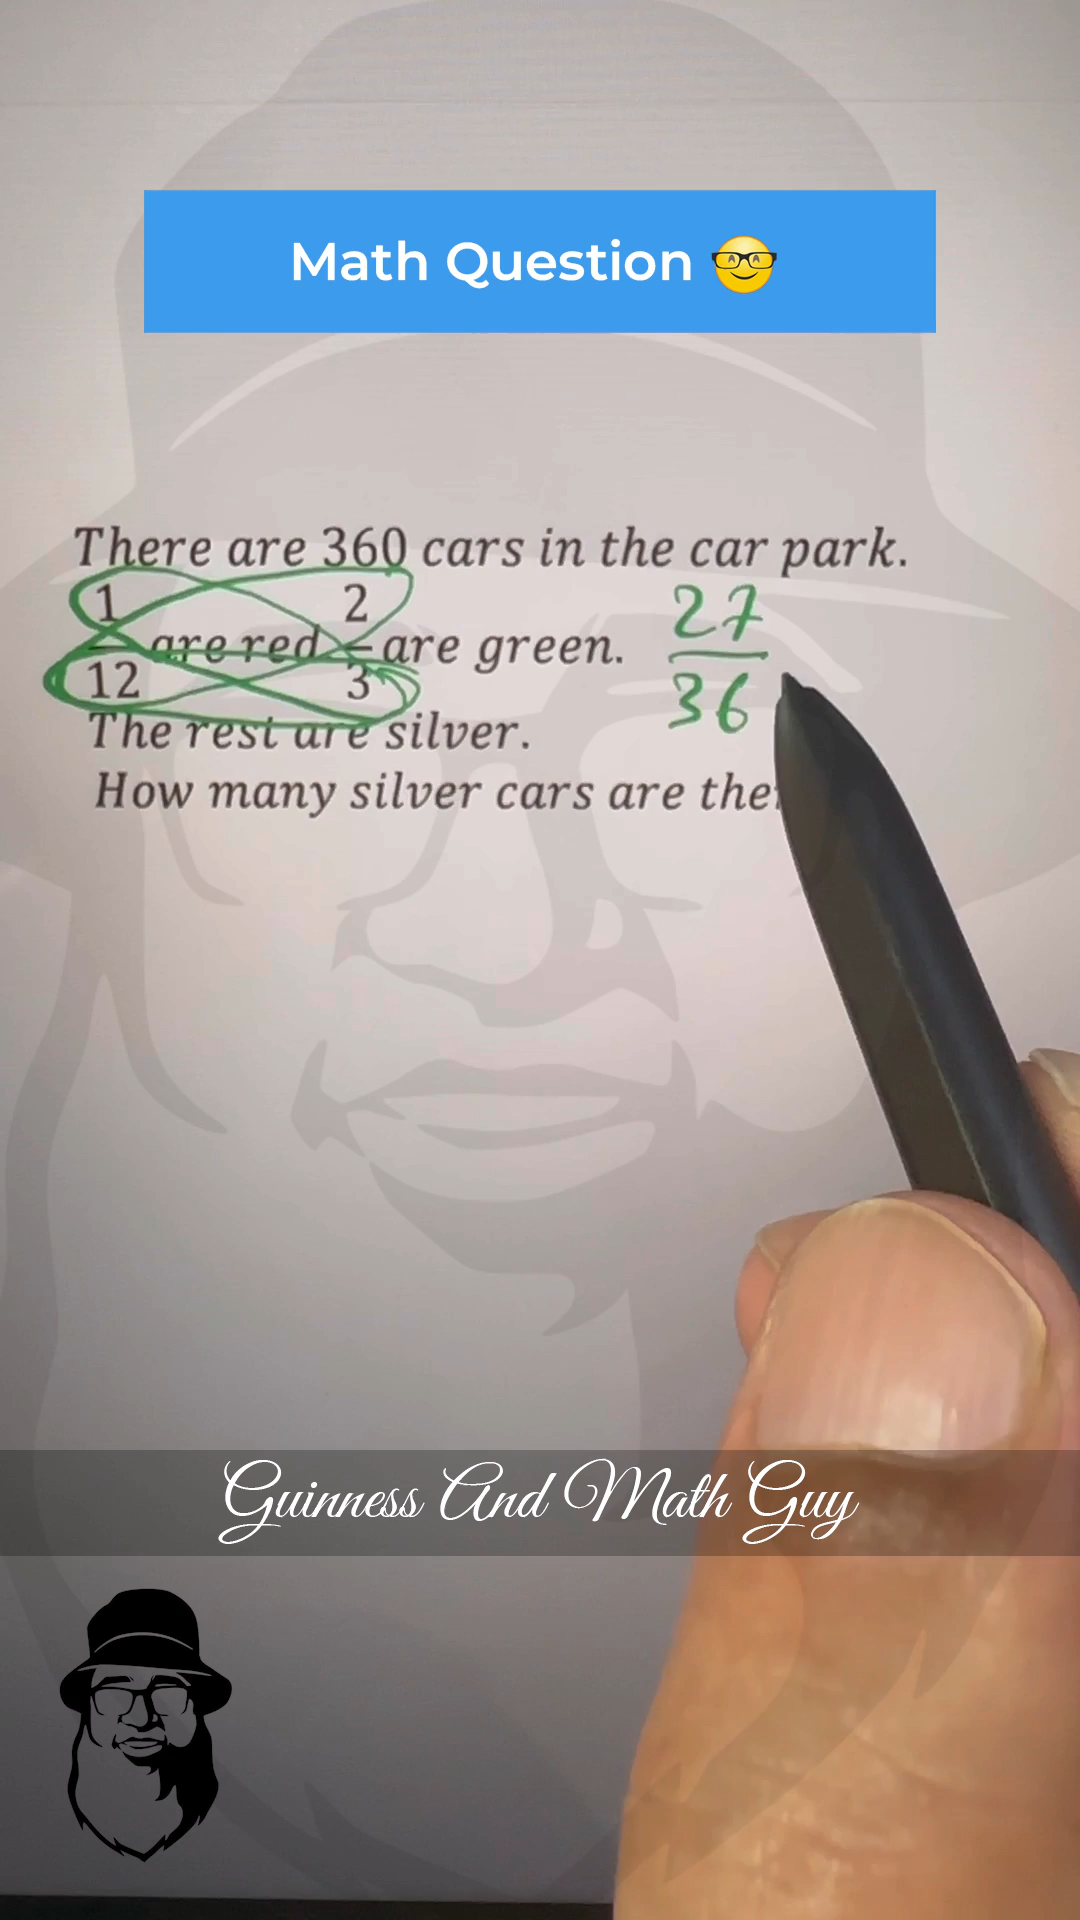 Math Question 🤓
There are 360 cars in the car park.
1/12 are red 2/3 are green.
27/36
The rest are silver.
How many silver cars are
Guinness And Math Guy